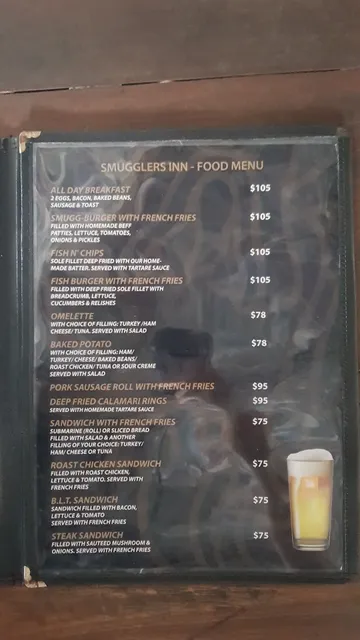 SMUGGLERS INN - FOOD MENU
ALL DAY BREAKFAST $105
2 EGGS, BACON, BAKED BEANS,
SAUSAGE & TOAST
SMUGG-BURGER WITH FRENCH FRIES $105
FILLED WITH HOMEMADE BEFF
PATTIES, LETTUCE, TOMATOES,
ONIONS & PICKLES
FISH N' CHIPS $105
SOLE FILLET DEEP FRIED WITH OUR HOME-
MADE BATTER. SERVED WITH TARTARE SAUCE
FISH BURGER WITH FRENCH FRIES $105
FILLED WITH DEEP FRIED SOLE FILLET WITH
BREADCRUMB, LETTUCE,
CUCUMBERS & RELISHES
OMELETTE $78
WITH CHOICE OF FILLING: TURKEY /HAM
CHEESE/ TUNA. SERVED WITH SALAD
BAKED POTATO $78
WITH CHOICE OF FILLING: HAM/
TURKEY/ CHEESE/ BAKED BEANS/
ROAST CHICKEN/ TUNA OR SOUR CREME
SERVED WITH SALAD
PORK SAUSAGE ROLL WITH FRENCH FRIES $95
DEEP FRIED CALAMARI RINGS $95
SERVED WITH HOMEMADE TARTARE SAUCE
SANDWICH WITH FRENCH FRIES $75
SUBMARINE (ROLL) OR SLICED BREAD
FILLED WITH SALAD & ANOTHER
FILLING OF YOUR CHOICE: TURKEY/
HAM/ CHEESE OR TUNA
ROAST CHICKEN SANDWICH $75
FILLED WITH ROAST CHICKEN,
LETTUCE & TOMATO. SERVED WITH
FRENCH FRIES
B.L.T. SANDWICH $75
SANDWICH FILLED WITH BACON,
LETTUCE & TOMATO
SERVED WITH FRENCH FRIES
STEAK SANDWICH $75
FILLED WITH SAUTEED MUSHROOM &
ONIONS. SERVED WITH FRENCH FRIES